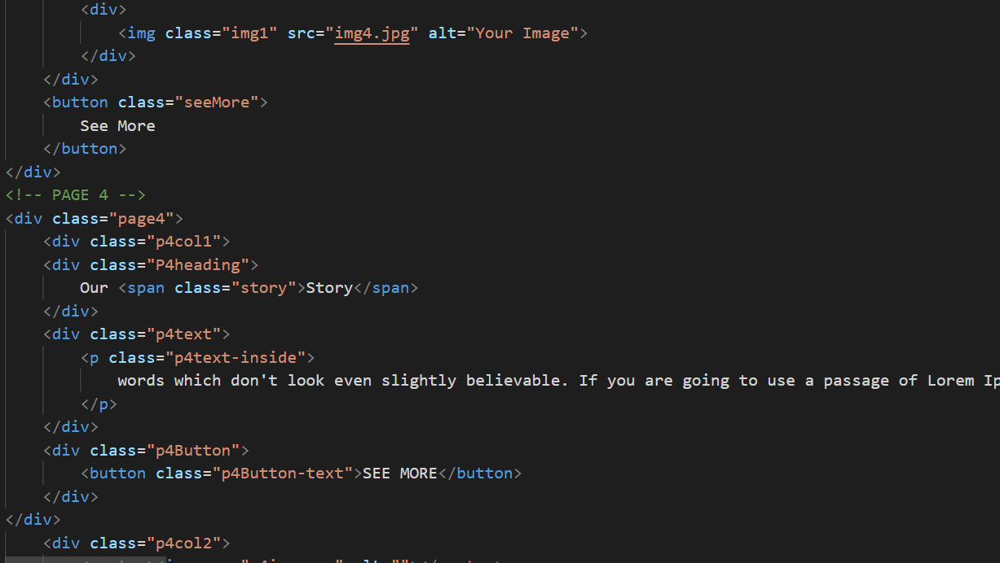 <div>
<img class="img1" src="img4.jpg" alt="Your Image">
</div>
</div>
<button class="seeMore">
See More
</button>
</div>
<!-- PAGE 4 -->
<div class="page4">
<div class="p4col1">
<div class="P4heading">
Our <span class="story">Story</span>
</div>
<div class="p4text">
<p class="p4text-inside">
words which don't look even slightly believable. If you are going to use a passage of Lorem Ip
</p>
</div>
<div class="p4Button">
<button class="p4Button-text">SEE MORE</button>
</div>
</div>
<div class="p4col2">